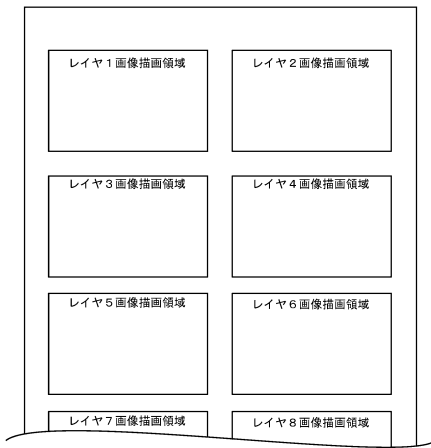 レイヤ1画像描画領域
レイヤ2画像描画領域
レイヤ3画像描画領域
レイヤ4画像描画領域
レイヤ5画像描画領域
レイヤ6画像描画領域
レイヤ7画像描画領域
レイヤ8画像描画領域